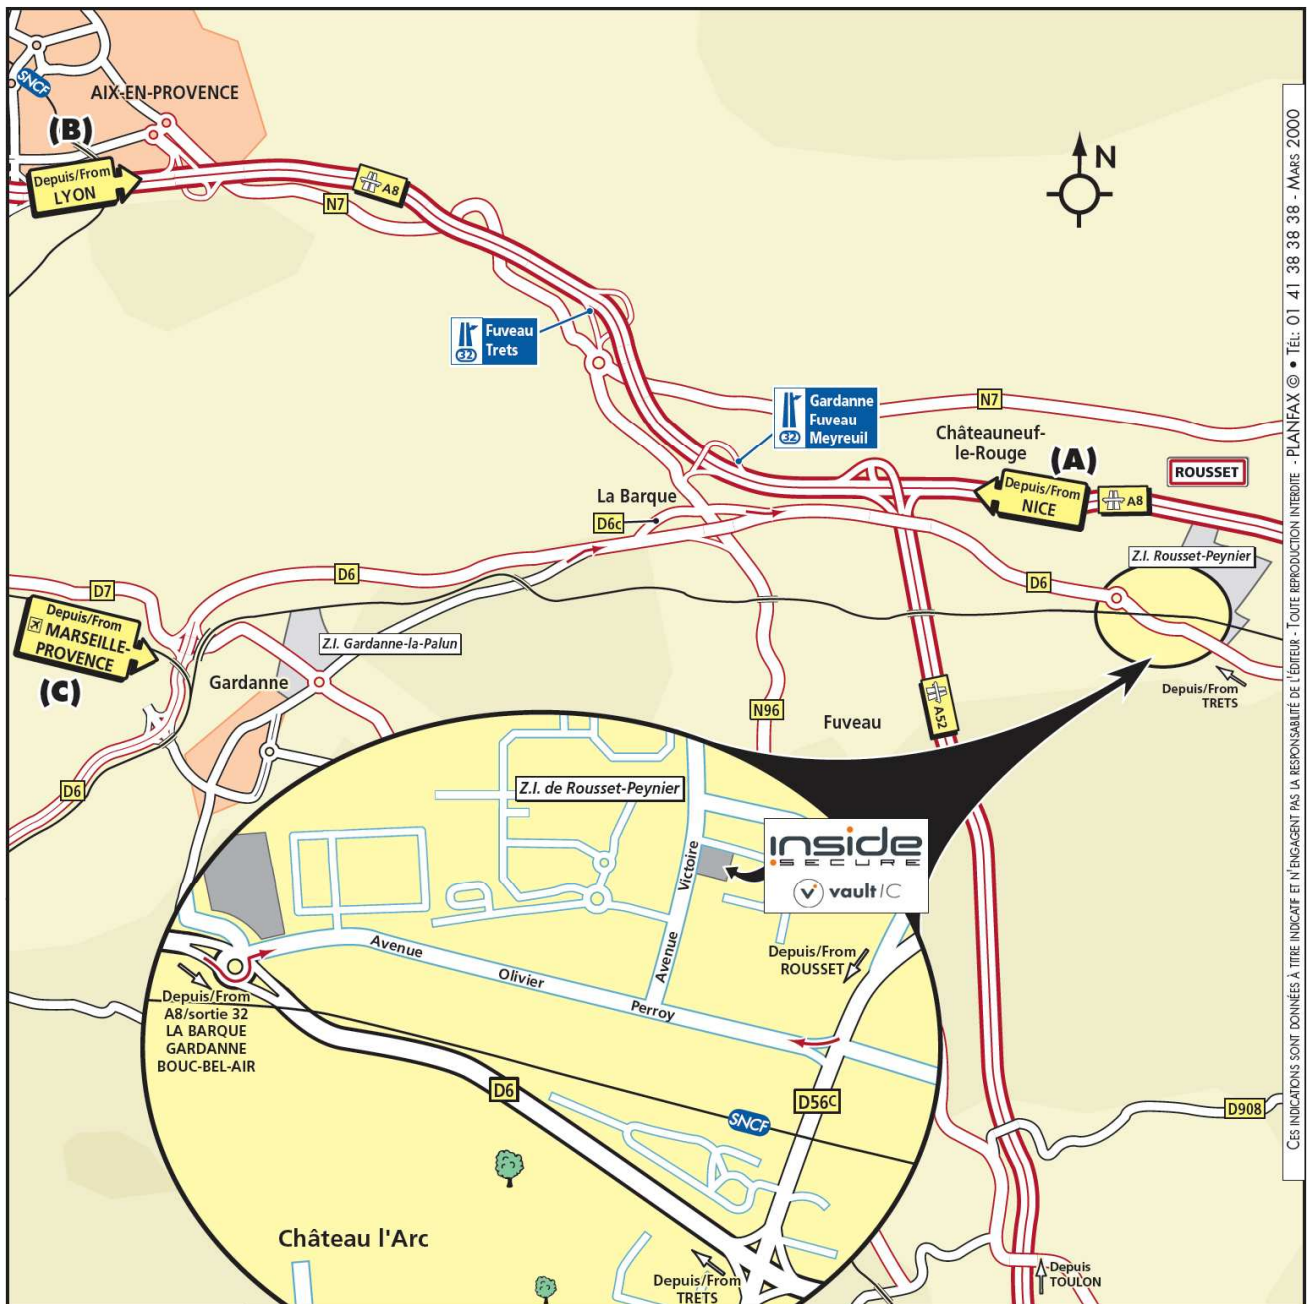 SNCF
AIX-EN-PROVENCE
(B)
Depuis/From
LYON
A8
N7
N
Fuveau
Trets
32
Gardanne
Fuveau
Meyreuil
32
N7
Châteauneuf-
le-Rouge
(A)
Depuis/From
NICE
A8
ROUSSET
La Barque
D6c
Z.I. Rousset-Peynier
D6
D6
D7
Depuis/From
MARSEILLE-
PROVENCE
(C)
Z.I. Gardanne-la-Palun
Gardanne
Depuis/From
TRETS
N96
Fuveau
A52
D6
Z.I. de Rousset-Peynier
inside
SECURE
vaultIC
Avenue Victoire
Depuis/From
ROUSSET
Avenue Olivier Perroy
Depuis/From
A8/sortie 32
LA BARQUE
GARDANNE
BOUC-BEL-AIR
D6
D56C
SNCF
D908
Château l'Arc
Depuis/From
TRETS
Depuis
TOULON
CES INDICATIONS SONT DONNÉES À TITRE INDICATIF ET N'ENGAGENT PAS LA RESPONSABILITÉ DE L'ÉDITEUR - TOUTE REPRODUCTION INTERDITE - PLANFAX © • TÉL: 01 41 38 38 38 - MARS 2000